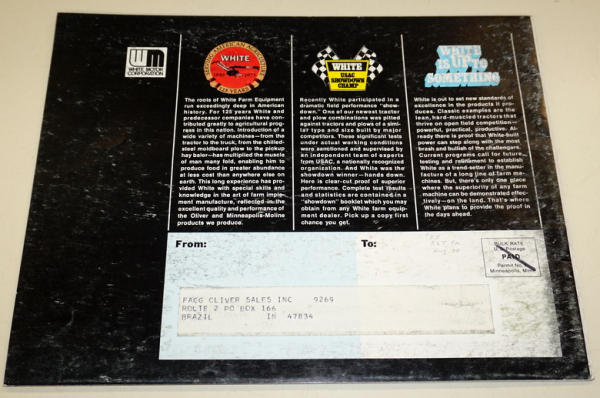 WM
WHITE MOTOR
CORPORATION
WHITE
125 YEARS
The roots of White Farm Equipment
run exceedingly deep in American
history. For 125 years White and
predecessor companies have con-
tributed greatly to agricultural prog-
ress in this nation. Introduction of a
wide variety of machines—from the
tractor to the truck, from the chilled-
steel moldboard plow to the pickup
hay baler—has multiplied the muscle
of man many times, enabling him to
produce food in greater abundance
at less cost than anywhere else on
earth. This long experience has pro-
vided White with special skills and
knowledge in the art of farm imple-
ment manufacture, reflected in the
excellent quality and performance of
the Oliver and Minneapolis-Moline
products we produce.
WHITE
USAC
SHOWDOWN
CHAMP
Recently White participated in a
dramatic field performance "show-
down." One of our newest tractor
and plow combinations was pitted
against tractors and plows of a simi-
lar type and size built by major
competitors. These significant tests
under actual working conditions
were sanctioned and supervised by
an independent team of experts
from USAC, a nationally recognized
organization. And White was the
showdown winner—hands down.
Here is clear-cut proof of superior
performance. Complete test results
and statistics are contained in a
"showdown" booklet which you may
obtain from any White farm equip-
ment dealer. Pick up a copy first
chance you get.
WHITE
IS UP TO
SOMETHING
White is out to set new standards of
excellence in the products it pro-
duces. Classic examples are the
lean, hard-muscled tractors that
thrive on open field competition—
powerful, practical, productive. Al-
ready there is proof that White-built
power can step along with the most
brash and bullish of the challengers.
Current programs call for future
testing and refinement to establish
White as a trend setter in the manu-
facture of a long line of farm ma-
chines. But, there's only one place
where the superiority of any farm
machine can be demonstrated effec-
tively—on the land. That's where
White plans to provide the proof in
the days ahead.
From:
To:
BULK RATE
U.S. Postage
PAID
Permit No.
Minneapolis, Minn.
FAGG OLIVER SALES INC 9269
ROUTE 2 PO BOX 166
BRAZIL IN 47834